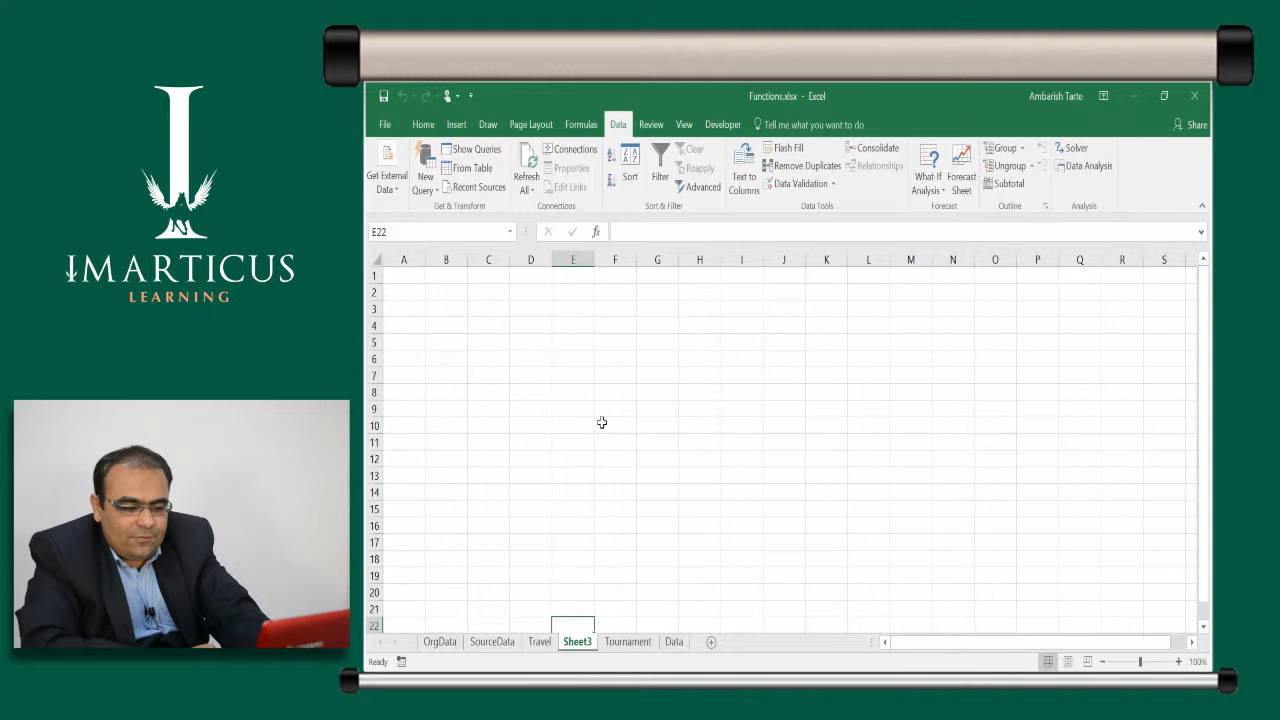 IMARTICUS
LEARNING
Functions.xlsx - Excel
Ambarish Tarte
File Home Insert Draw Page Layout Formulas Data Review View Developer Tell me what you want to do Share
Get External Data
New Query
Show Queries
From Table
Recent Sources
Get & Transform
Refresh All
Connections
Properties
Edit Links
Connections
Sort
Filter
Clear
Reapply
Advanced
Sort & Filter
Text to Columns
Flash Fill
Remove Duplicates
Data Validation
Consolidate
Relationships
Data Tools
What-If Analysis
Forecast Sheet
Forecast
Group
Ungroup
Subtotal
Outline
Solver
Data Analysis
Analysis
E22 fx
A B C D E F G H I J K L M N O P Q R S
1
2
3
4
5
6
7
8
9
10
11
12
13
14
15
16
17
18
19
20
21
22
OrgData SourceData Travel Sheet3 Tournament Data
Ready 100%